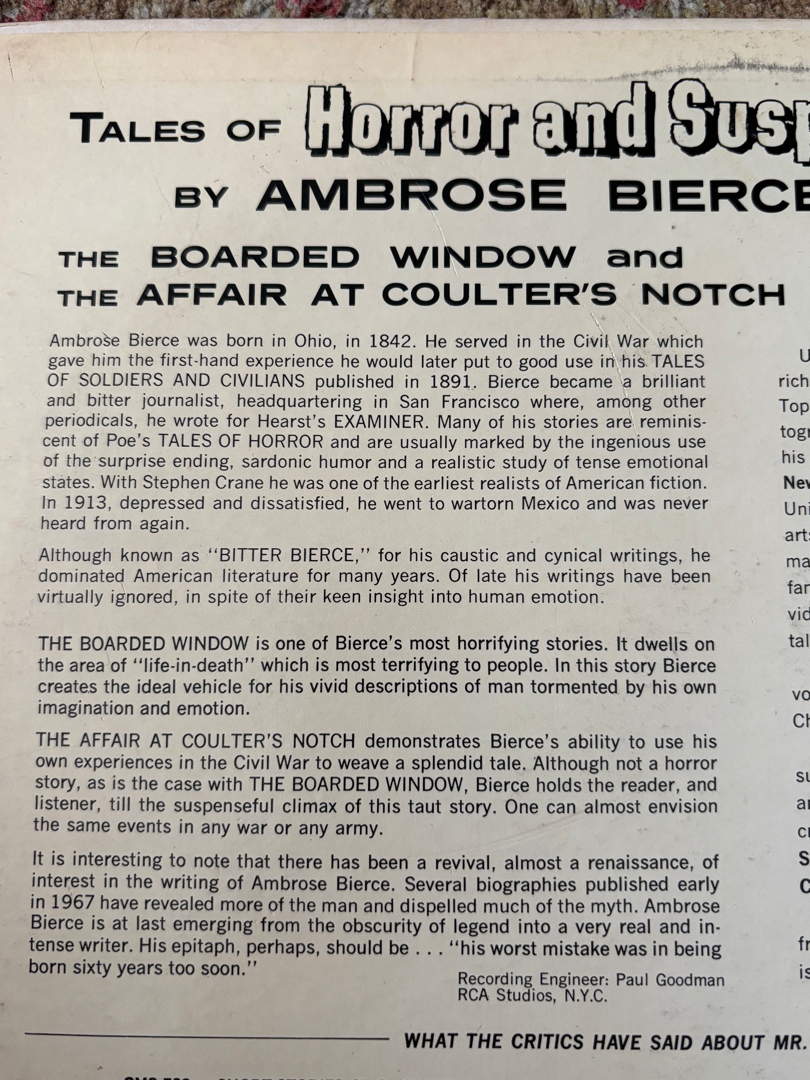 TALES OF Horror and
BY AMBROSE BIERCE
THE BOARDED WINDOW and
THE AFFAIR AT COULTER'S NOTCH
Ambrose Bierce was born in Ohio, in 1842. He served in the Civil War which
gave him the first-hand experience he would later put to good use in his TALES
OF SOLDIERS AND CIVILIANS published in 1891. Bierce became a brilliant
and bitter journalist, headquartering in San Francisco where, among other
periodicals, he wrote for Hearst's EXAMINER. Many of his stories are reminis-
cent of Poe's TALES OF HORROR and are usually marked by the ingenious use
of the surprise ending, sardonic humor and a realistic study of tense emotional
states. With Stephen Crane he was one of the earliest realists of American fiction.
In 1913, depressed and dissatisfied, he went to wartorn Mexico and was never
heard from again.
Although known as "BITTER BIERCE," for his caustic and cynical writings, he
dominated American literature for many years. Of late his writings have been
virtually ignored, in spite of their keen insight into human emotion.
THE BOARDED WINDOW is one of Bierce's most horrifying stories. It dwells on
the area of "life-in-death" which is most terrifying to people. In this story Bierce
creates the ideal vehicle for his vivid descriptions of man tormented by his own
imagination and emotion.
THE AFFAIR AT COULTER'S NOTCH demonstrates Bierce's ability to use his
own experiences in the Civil War to weave a splendid tale. Although not a horror
story, as is the case with THE BOARDED WINDOW, Bierce holds the reader, and
listener, till the suspenseful climax of this taut story. One can almost envision
the same events in any war or any army.
It is interesting to note that there has been a revival, almost a renaissance, of
interest in the writing of Ambrose Bierce. Several biographies published early
in 1967 have revealed more of the man and dispelled much of the myth. Ambrose
Bierce is at last emerging from the obscurity of legend into a very real and in-
tense writer. His epitaph, perhaps, should be . . . "his worst mistake was in being
born sixty years too soon."
Recording Engineer: Paul Goodman
RCA Studios, N.Y.C.
WHAT THE CRITICS HAVE SAID ABOUT MR.
rich
Top
togr
his
New
Uni
art
ma
far
vid
tal
vo
Ch
su
ar
cr
S
C
fr
is